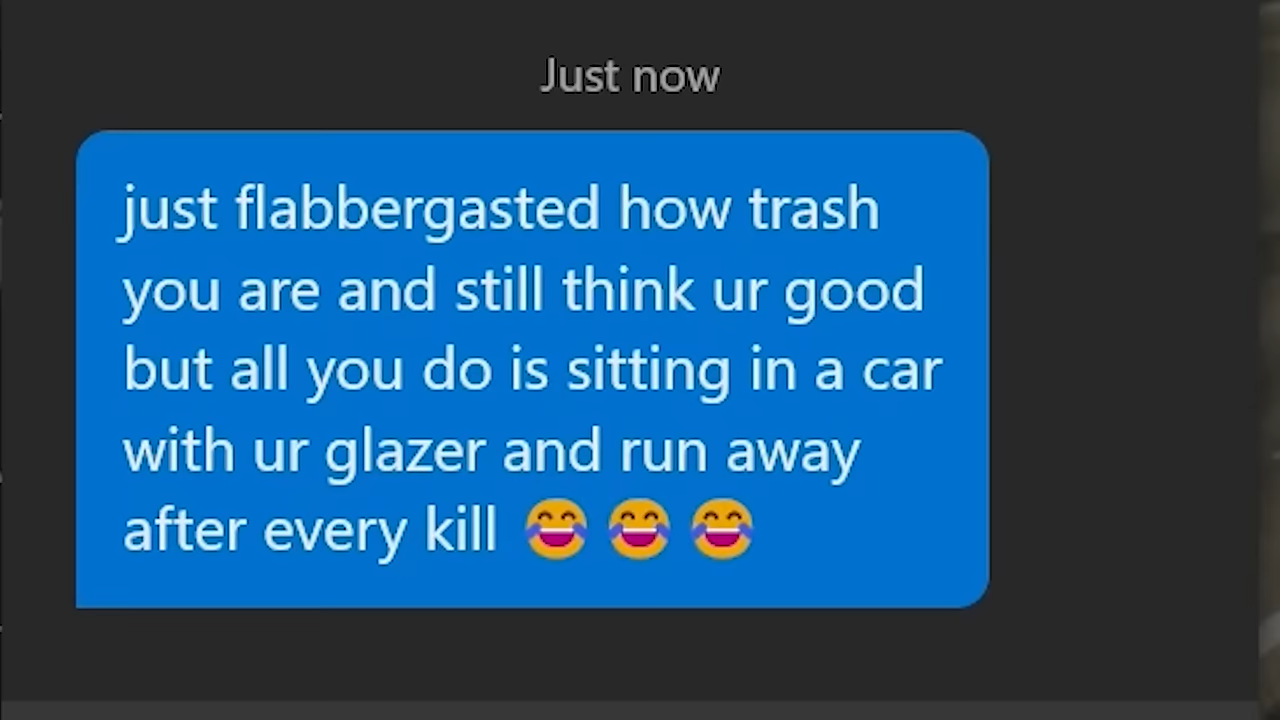 Just now
just flabbergasted how trash
you are and still think ur good
but all you do is sitting in a car
with ur glazer and run away
after every kill 😂 😂 😂